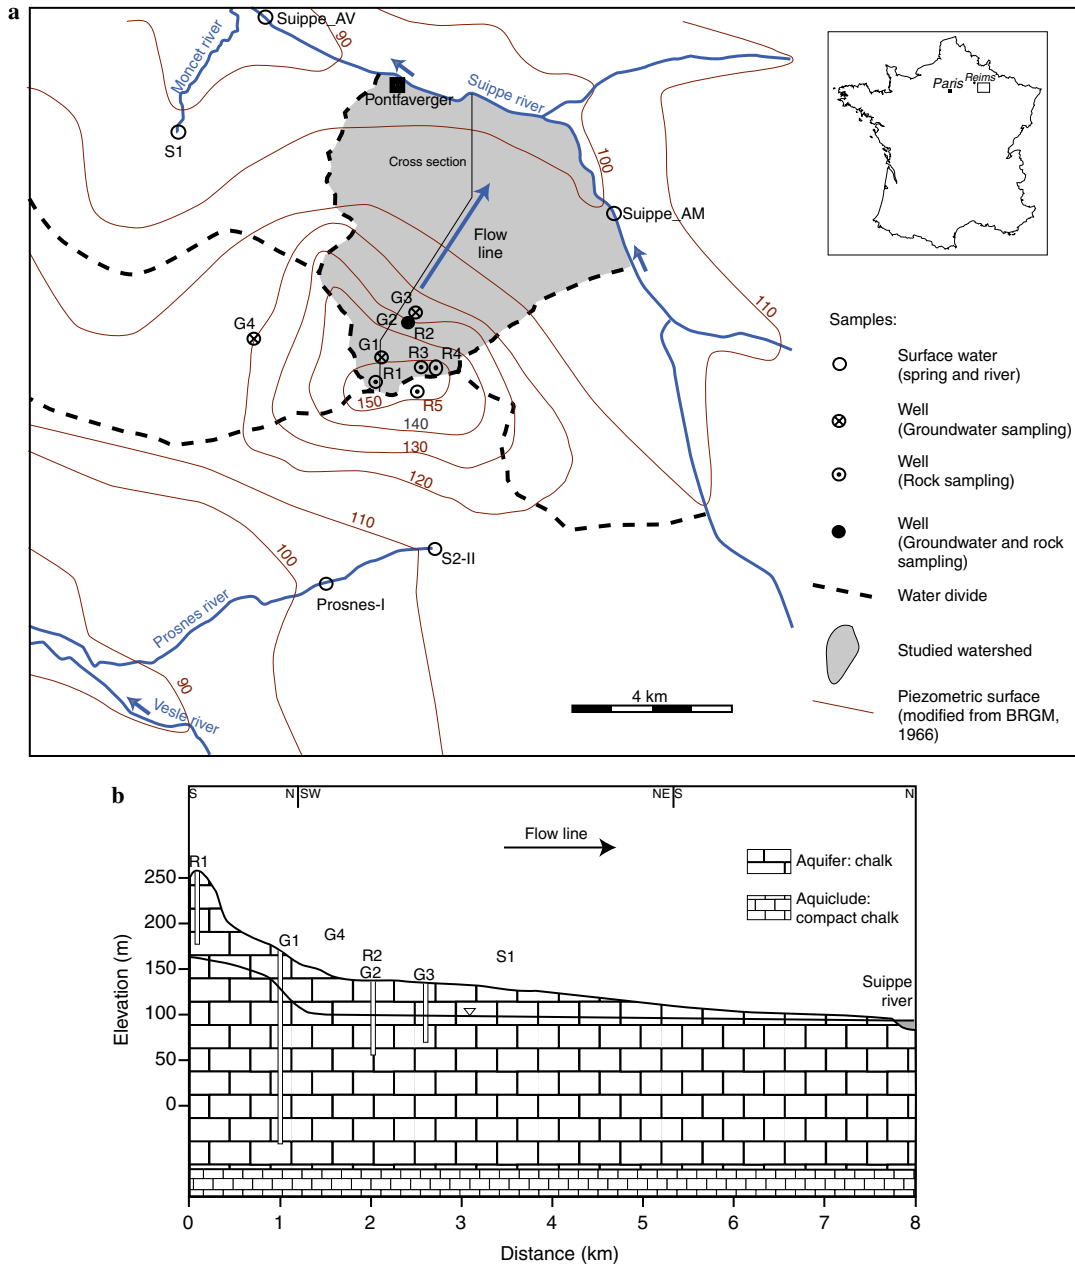 a
Suippe_AV
90
Moncet river
Suippe river
Pontfaverger
S1
Cross section
100
Suippe_AM
Flow
line
Paris
Reims
110
G4
G3
G2
R2
G1
R3
R4
R1
R5
150
140
130
120
110
100
S2-II
Prosnes-I
Prosnes river
90
Vesle river
4 km
Samples:
Surface water
(spring and river)
Well
(Groundwater sampling)
Well
(Rock sampling)
Well
(Groundwater and rock
sampling)
Water divide
Studied watershed
Piezometric surface
(modified from BRGM,
1966)
b
S
N
SW
NE
S
N
Flow line
R1
Aquifer: chalk
Aquiclude:
compact chalk
G1
G4
R2
G2
G3
S1
Suippe
river
Elevation (m)
250
200
150
100
50
0
0 1 2 3 4 5 6 7 8
Distance (km)